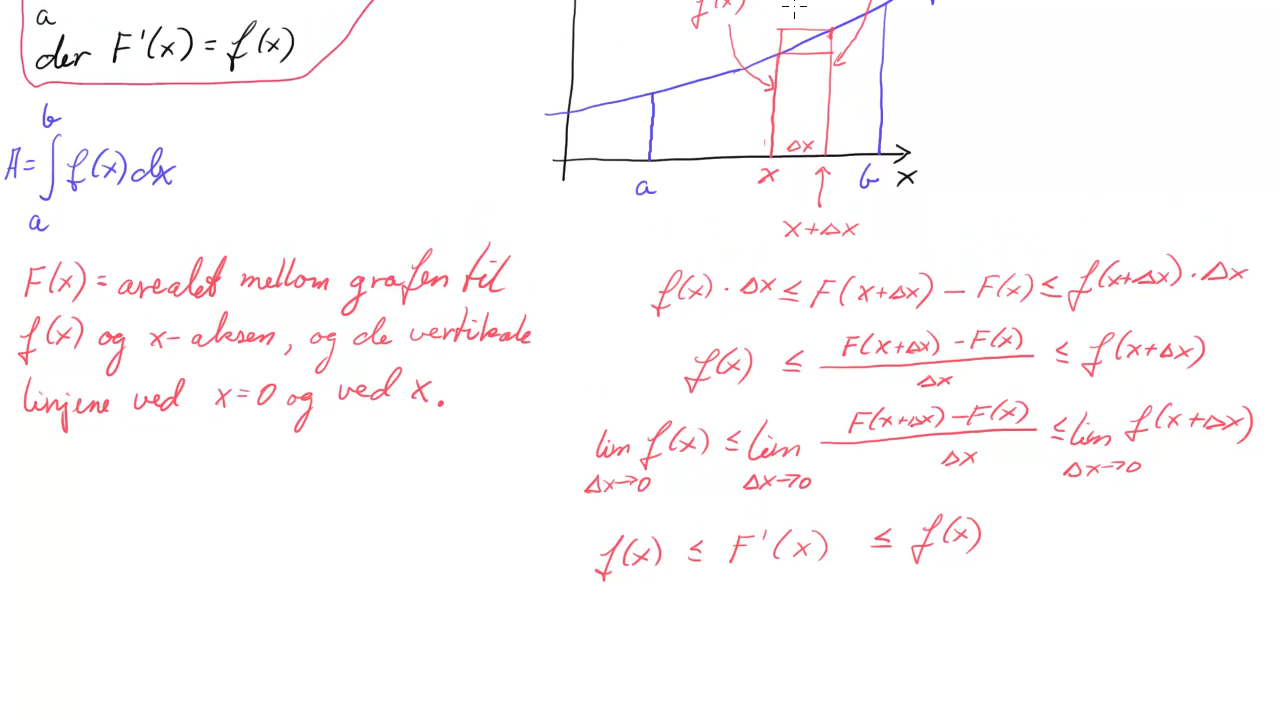 a
der F'(x) = f(x)
b
A = ∫ f(x) dx
a
F(x) = arealet mellom grafen til
f(x) og x-aksen, og de vertikale
linjene ved x=0 og ved x.
f(x)
Δx
a x b x
x+Δx
f(x) · Δx ≤ F(x+Δx) − F(x) ≤ f(x+Δx) · Δx
f(x) ≤ F(x+Δx) − F(x) / Δx ≤ f(x+Δx)
lim Δx→0 f(x) ≤ lim Δx→0 F(x+Δx) − F(x) / Δx ≤ lim Δx→0 f(x+Δx)
f(x) ≤ F'(x) ≤ f(x)